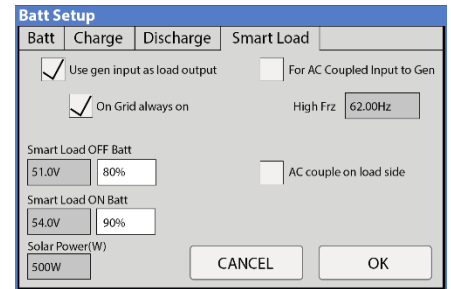 Batt Setup
Batt Charge Discharge Smart Load
Use gen input as load output For AC Coupled Input to Gen
On Grid always on High Frz 62.00Hz
Smart Load OFF Batt
51.0V 80% AC couple on load side
Smart Load ON Batt
54.0V 90%
Solar Power(W)
500W CANCEL OK